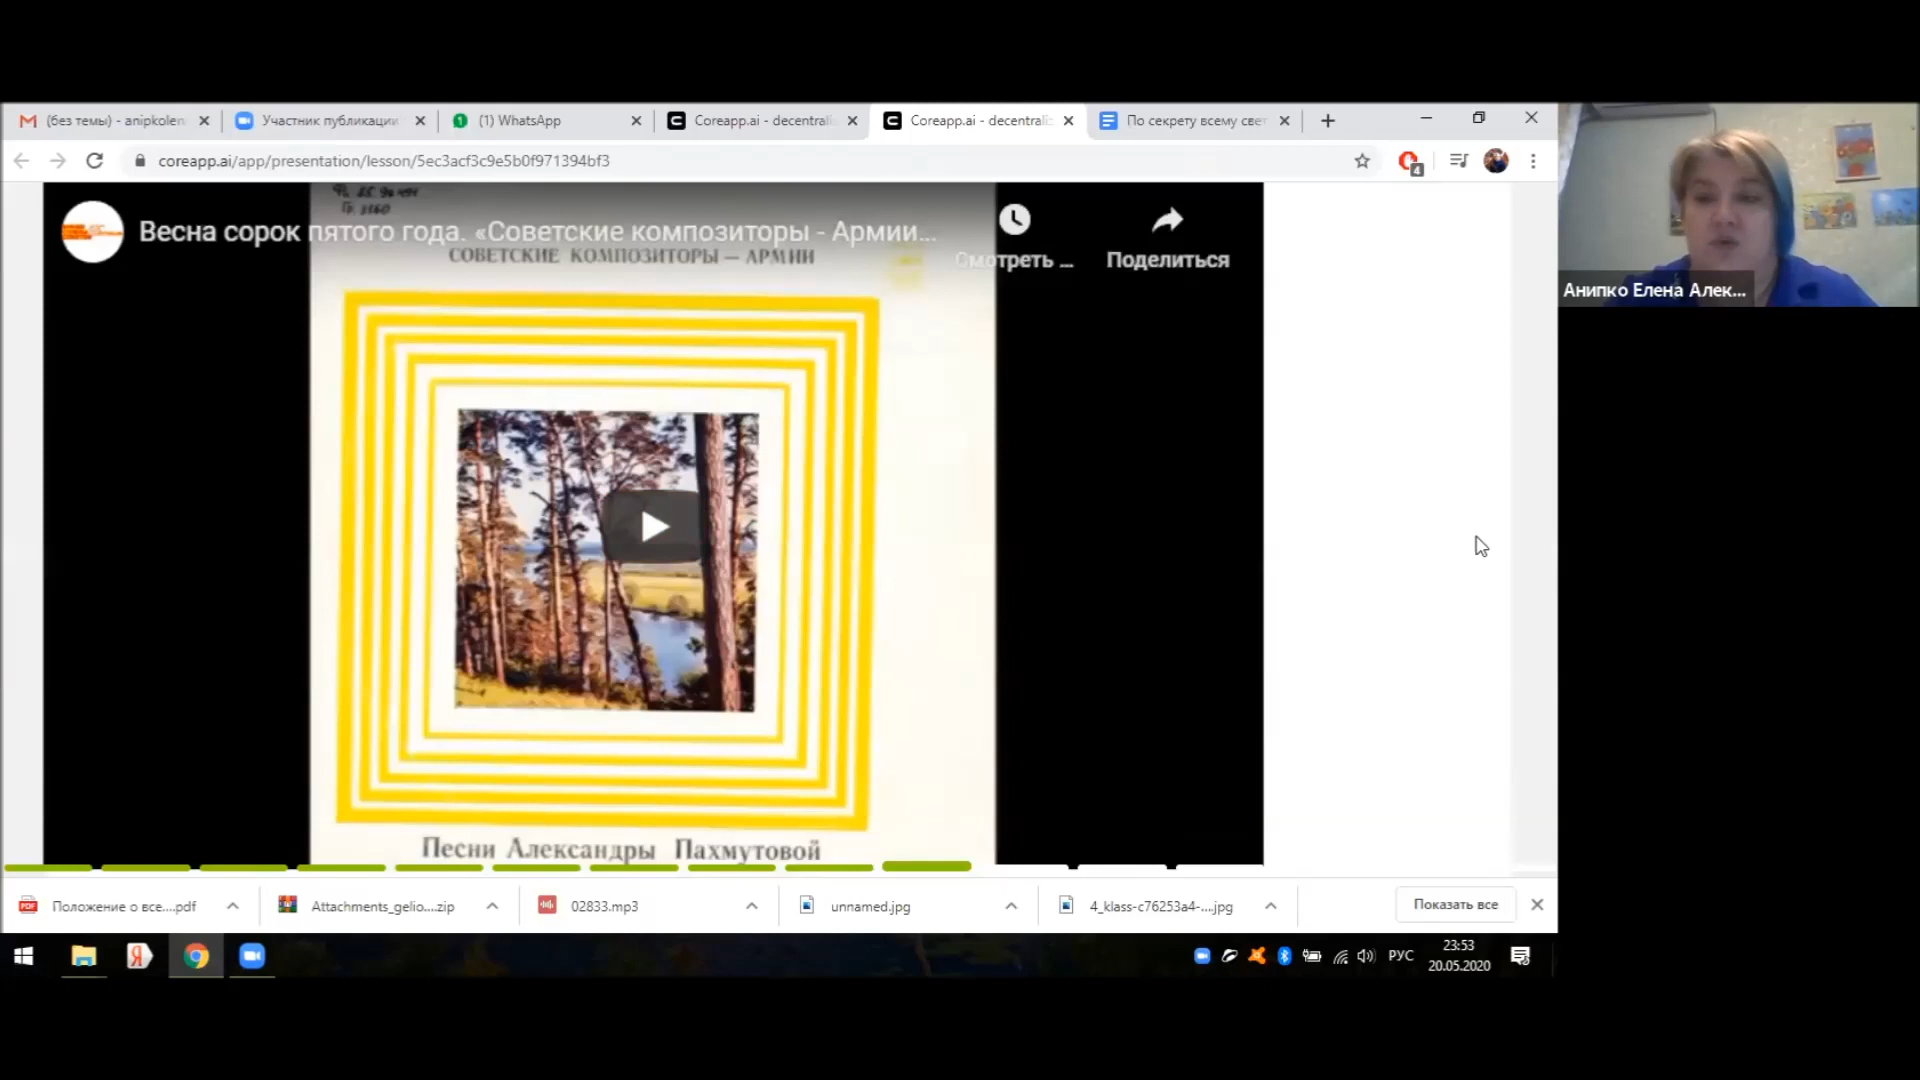 (без темы) - anipkolen
Участник публикации
(1) WhatsApp
Coreapp.ai - decentrali
Coreapp.ai - decentraliz
По секрету всему свет
coreapp.ai/app/presentation/lesson/5ec3acf3c9e5b0f971394bf3
4
Весна сорок пятого года. «Советские композиторы - Армии...
Смотреть ...
Поделиться
СОВЕТСКИЕ КОМПОЗИТОРЫ — АРМИИ
Анипко Елена Алек...
Песни Александры Пахмутовой
Положение о все....pdf
Attachments_gelio....zip
02833.mp3
unnamed.jpg
4_klass-c76253a4-....jpg
Показать все
РУС
23:53
20.05.2020